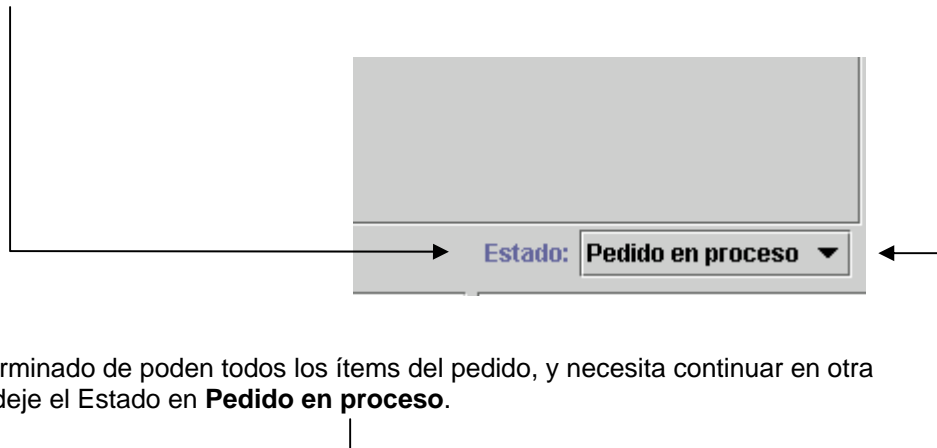 Estado: Pedido en proceso
rminado de poden todos los ítems del pedido, y necesita continuar en otra
deje el Estado en Pedido en proceso.